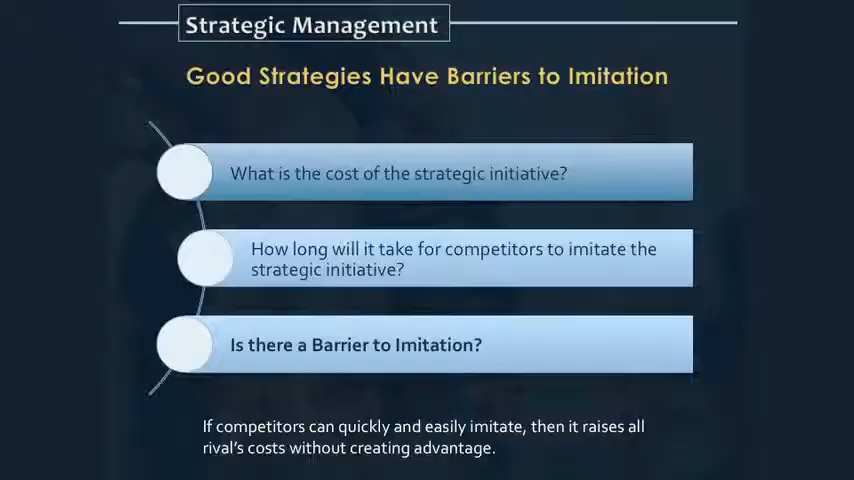 Strategic Management
Good Strategies Have Barriers to Imitation
What is the cost of the strategic initiative?
How long will it take for competitors to imitate the
strategic initiative?
Is there a Barrier to Imitation?
If competitors can quickly and easily imitate, then it raises all
rival's costs without creating advantage.